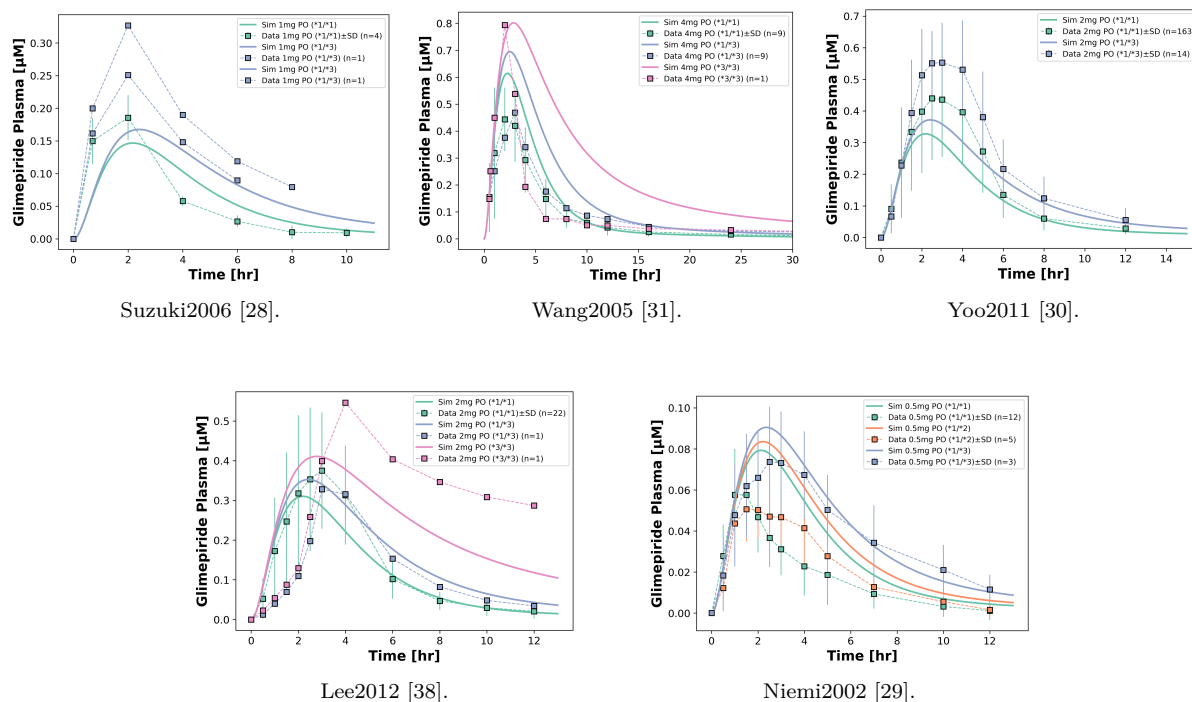 Glimepiride Plasma [µM]
0.30
0.25
0.20
0.15
0.10
0.05
0.00
Sim 1mg PO (*1/*1)
Data 1mg PO (*1/*1)±SD (n=4)
Sim 1mg PO (*1/*3)
Data 1mg PO (*1/*3) (n=1)
Sim 1mg PO (*1/*3)
Data 1mg PO (*1/*3) (n=1)
0 2 4 6 8 10
Time [hr]
Suzuki2006 [28].
Glimepiride Plasma [µM]
0.8
0.7
0.6
0.5
0.4
0.3
0.2
0.1
0.0
Sim 4mg PO (*1/*1)
Data 4mg PO (*1/*1)±SD (n=9)
Sim 4mg PO (*1/*3)
Data 4mg PO (*1/*3) (n=9)
Sim 4mg PO (*3/*3)
Data 4mg PO (*3/*3) (n=1)
0 5 10 15 20 25 30
Time [hr]
Wang2005 [31].
Glimepiride Plasma [µM]
0.7
0.6
0.5
0.4
0.3
0.2
0.1
0.0
Sim 2mg PO (*1/*1)
Data 2mg PO (*1/*1)±SD (n=163)
Sim 2mg PO (*1/*3)
Data 2mg PO (*1/*3)±SD (n=14)
0 2 4 6 8 10 12 14
Time [hr]
Yoo2011 [30].
Glimepiride Plasma [µM]
0.5
0.4
0.3
0.2
0.1
0.0
Sim 2mg PO (*1/*1)
Data 2mg PO (*1/*1)±SD (n=22)
Sim 2mg PO (*1/*3)
Data 2mg PO (*1/*3) (n=1)
Sim 2mg PO (*3/*3)
Data 2mg PO (*3/*3) (n=1)
0 2 4 6 8 10 12
Time [hr]
Lee2012 [38].
Glimepiride Plasma [µM]
0.10
0.08
0.06
0.04
0.02
0.00
Sim 0.5mg PO (*1/*1)
Data 0.5mg PO (*1/*1)±SD (n=12)
Sim 0.5mg PO (*1/*2)
Data 0.5mg PO (*1/*2)±SD (n=5)
Sim 0.5mg PO (*1/*3)
Data 0.5mg PO (*1/*3)±SD (n=3)
0 2 4 6 8 10 12
Time [hr]
Niemi2002 [29].